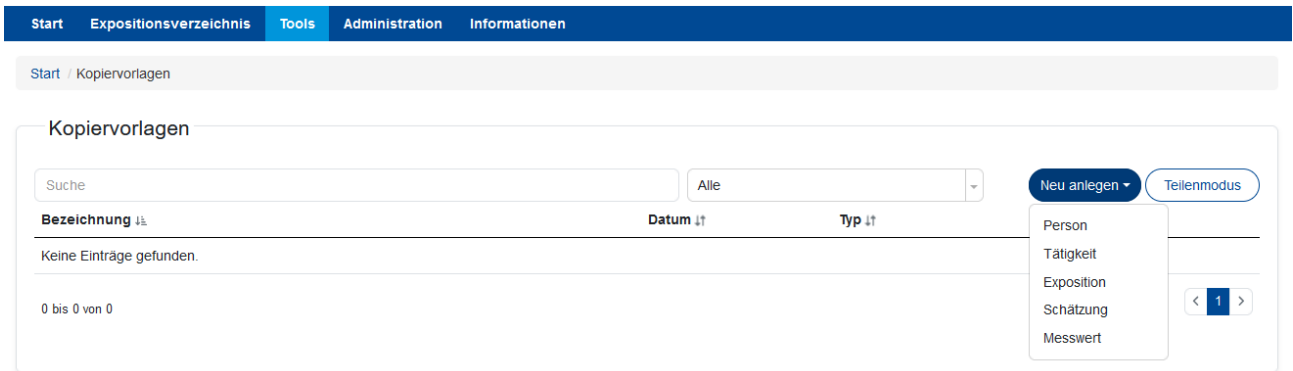 Start Expositionsverzeichnis Tools Administration Informationen
Start / Kopiervorlagen
Kopiervorlagen
Suche Alle Neu anlegen Teilenmodus
Bezeichnung Datum Typ
Person
Tätigkeit
Keine Einträge gefunden.
Exposition
Schätzung
0 bis 0 von 0 < 1 >
Messwert